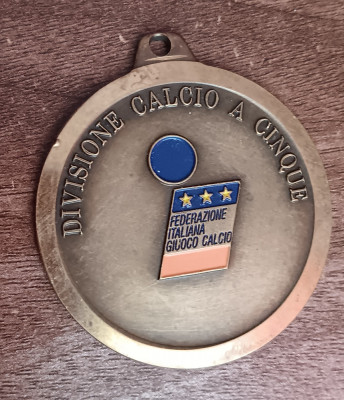 DIVISIONE CALCIO A CINQUE
FEDERAZIONE
ITALIANA
GIUOCO CALCIO